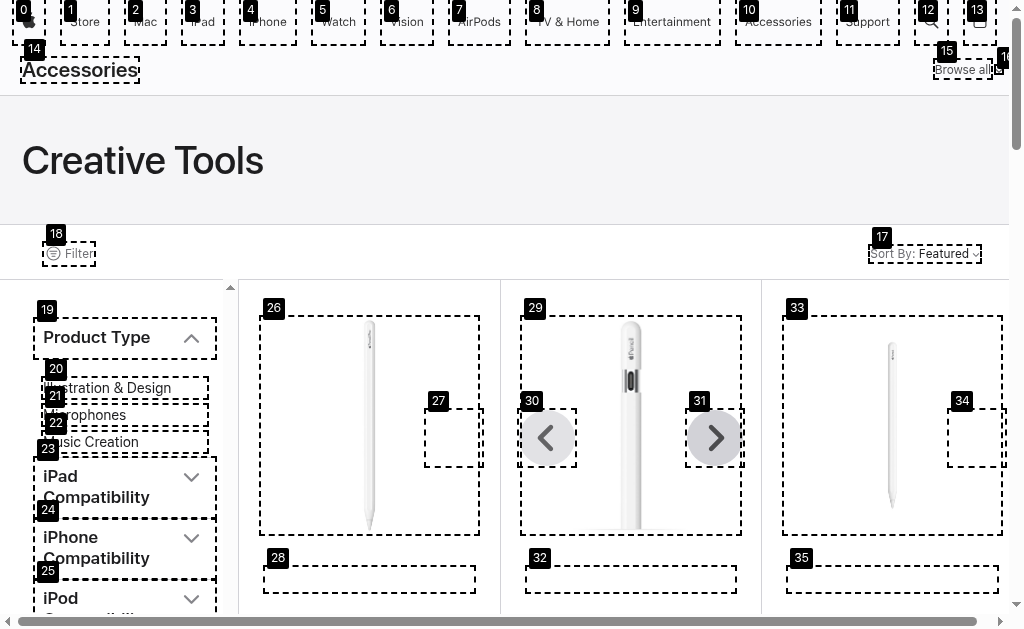 0 1 2 3 4 5 6 7 8 9 10 11 12 13
Store Mac iPad iPhone Watch Vision AirPods TV & Home Entertainment Accessories Support
14 15 16
Accessories Browse all
Creative Tools
18 17
Filter Sort By: Featured
19 26 29 33
Product Type
20
Illustration & Design
21 27 30 31 34
Microphones
22
Music Creation
23
iPad
Compatibility
24
iPhone
Compatibility
28 32 35
25
iPod